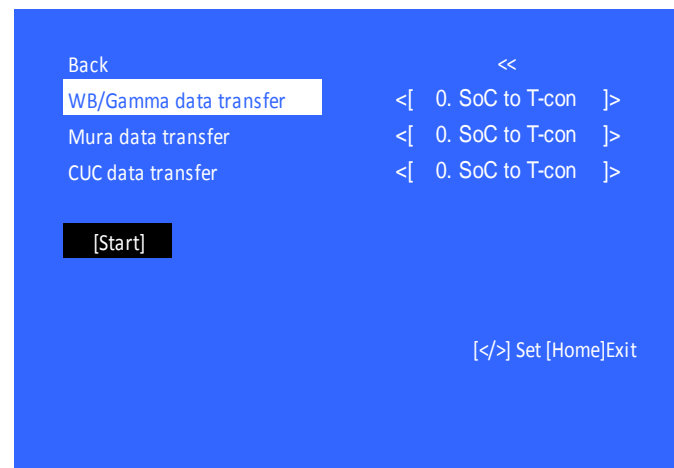 Back <<
WB/Gamma data transfer <[ 0. SoC to T-con ]>
Mura data transfer <[ 0. SoC to T-con ]>
CUC data transfer <[ 0. SoC to T-con ]>
[Start]
[</>] Set [Home]Exit